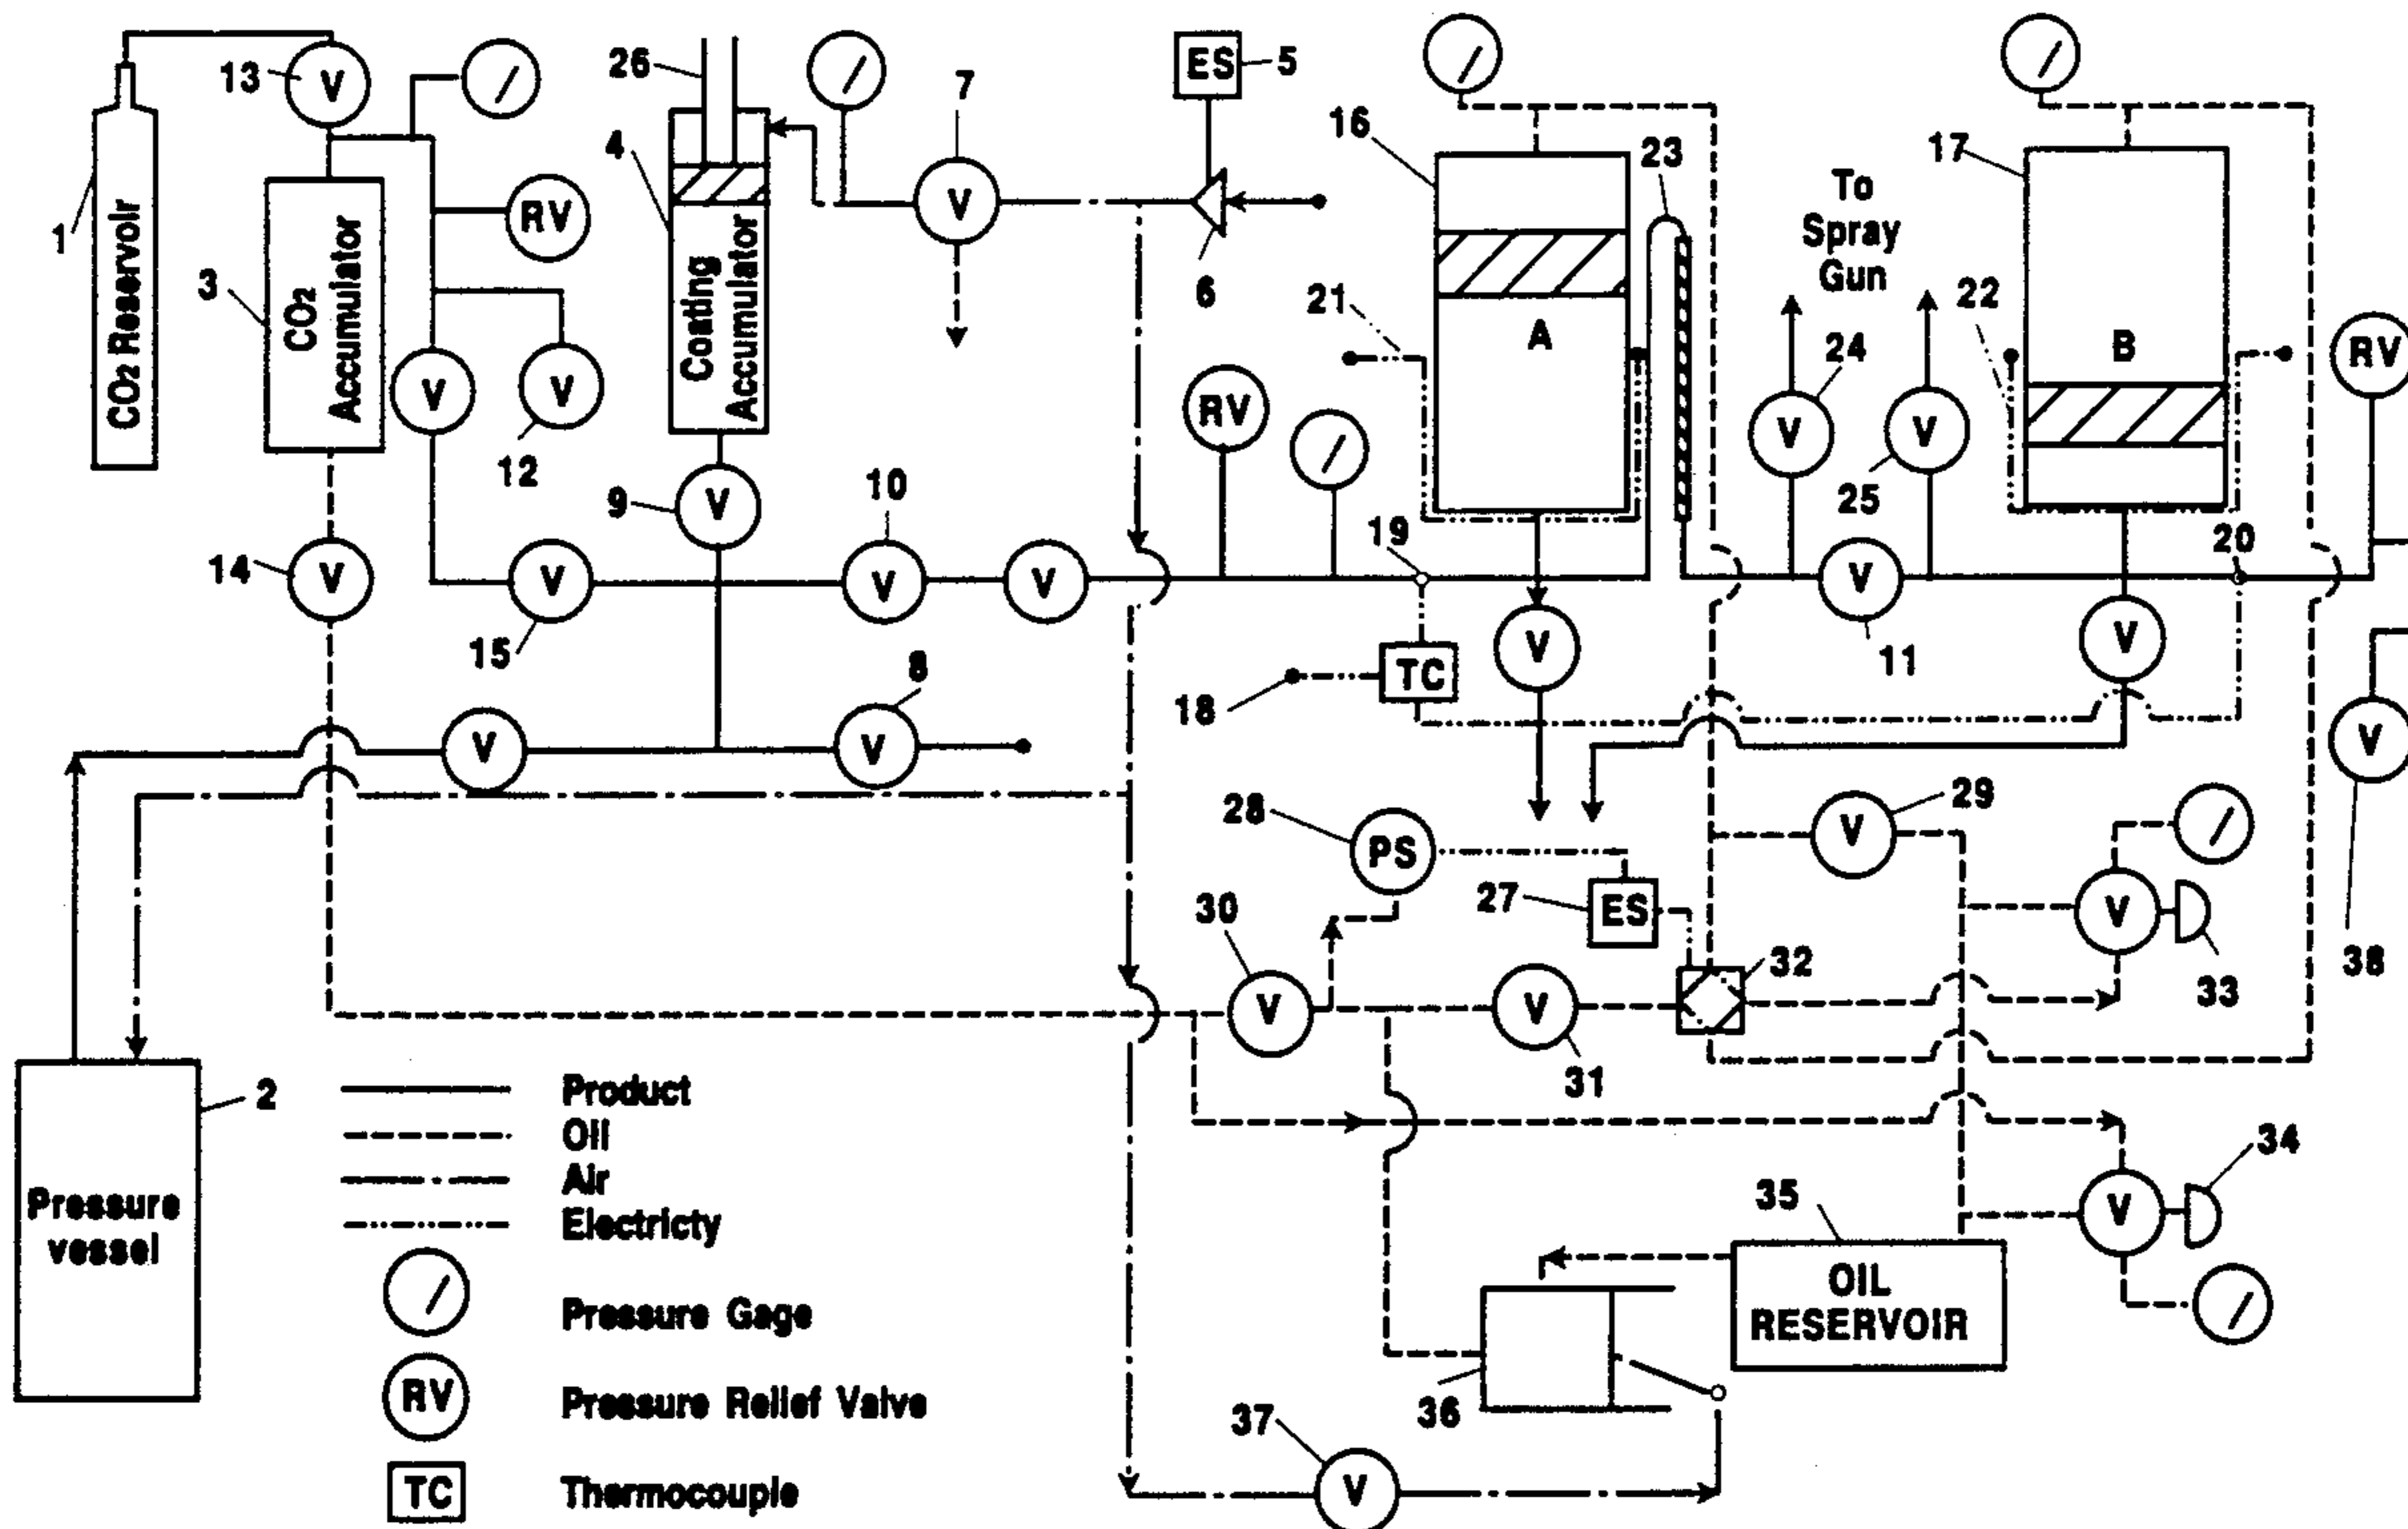 13
V
26
7
ES
5
V
16
17
4
23
To
Spray
Gun
1
CO2 Reservoir
3
CO2
Accumulator
RV
Coating
Accumulator
6
21
A
22
B
RV
24
V
V
12
RV
V
V
25
9
V
10
19
20
14
V
V
15
V
V
V
11
V
V
8
18
TC
V
V
V
38
28
PS
29
V
27
ES
V
33
30
V
V
31
32
2
Pressure
vessel
Product
Oil
Air
Electricty
34
V
35
OIL
RESERVOIR
Pressure Gage
RV
Pressure Relief Valve
36
37
TC
Thermocouple
V